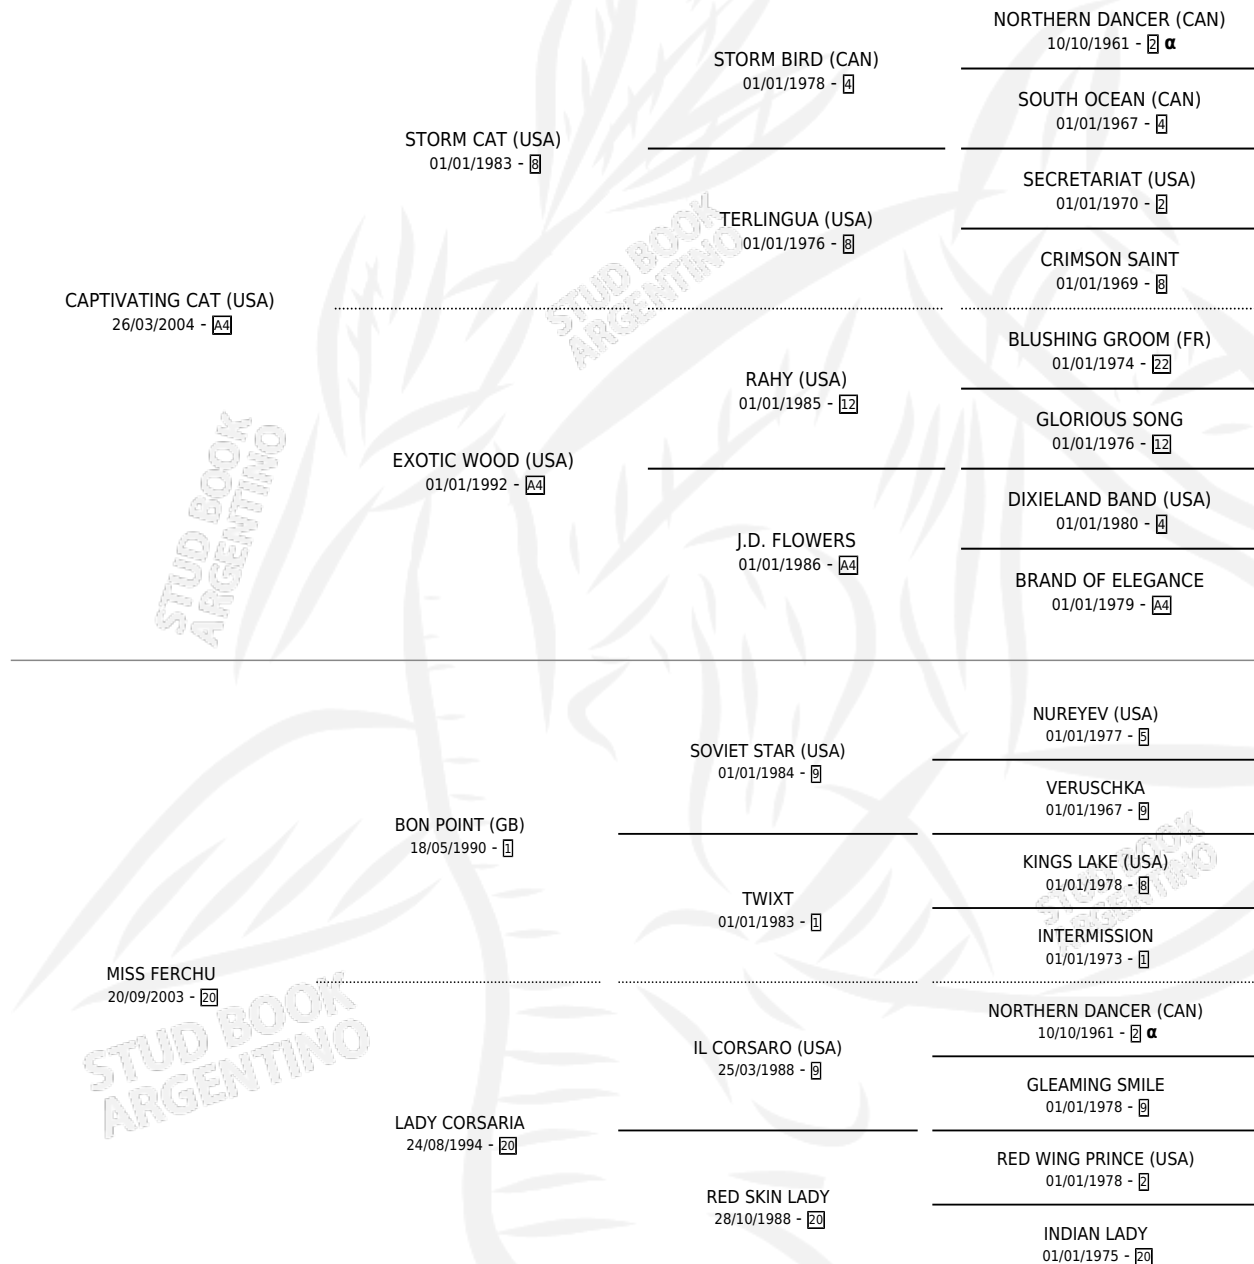 NORTHERN DANCER (CAN)
10/10/1961 - 2 α
STORM BIRD (CAN)
01/01/1978 - 4
SOUTH OCEAN (CAN)
01/01/1967 - 4
STORM CAT (USA)
01/01/1983 - 8
SECRETARIAT (USA)
01/01/1970 - 2
TERLINGUA (USA)
01/01/1976 - 8
CRIMSON SAINT
01/01/1969 - 8
CAPTIVATING CAT (USA)
26/03/2004 - A4
BLUSHING GROOM (FR)
01/01/1974 - 22
RAHY (USA)
01/01/1985 - 12
GLORIOUS SONG
01/01/1976 - 12
EXOTIC WOOD (USA)
01/01/1992 - A4
DIXIELAND BAND (USA)
01/01/1980 - 4
J.D. FLOWERS
01/01/1986 - A4
BRAND OF ELEGANCE
01/01/1979 - A4
NUREYEV (USA)
01/01/1977 - 5
SOVIET STAR (USA)
01/01/1984 - 9
VERUSCHKA
01/01/1967 - 9
BON POINT (GB)
18/05/1990 - 1
KINGS LAKE (USA)
01/01/1978 - 8
TWIXT
01/01/1983 - 1
INTERMISSION
01/01/1973 - 1
MISS FERCHU
20/09/2003 - 20
NORTHERN DANCER (CAN)
10/10/1961 - 2 α
IL CORSARO (USA)
25/03/1988 - 9
GLEAMING SMILE
01/01/1978 - 9
LADY CORSARIA
24/08/1994 - 20
RED WING PRINCE (USA)
01/01/1978 - 2
RED SKIN LADY
28/10/1988 - 20
INDIAN LADY
01/01/1975 - 20
STUD BOOK
ARGENTINO
STUD BOOK
ARGENTINO
STUD BOOK
ARGENTINO
STUD BOOK
ARGENTINO